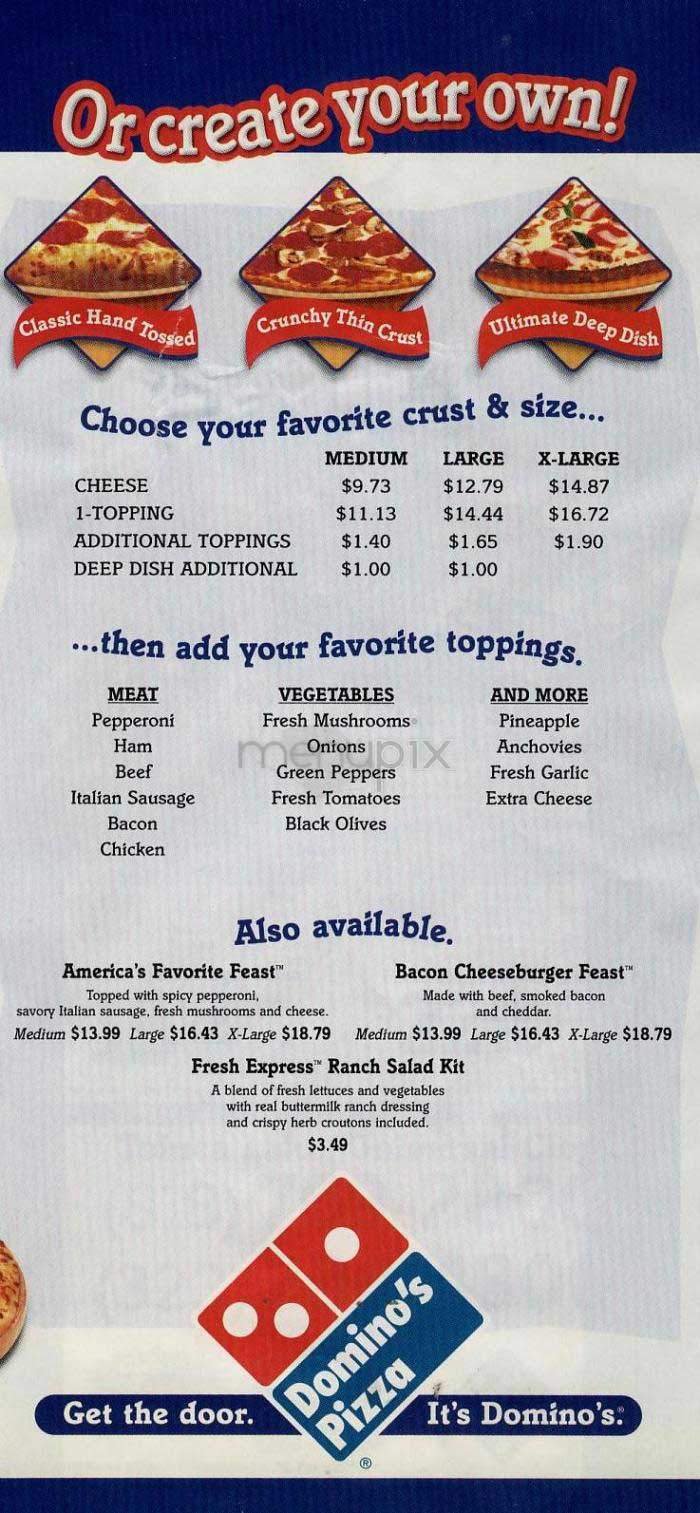 Or create your own!
Classic Hand Tossed
Crunchy Thin Crust
Ultimate Deep Dish
Choose your favorite crust & size...
MEDIUM LARGE X-LARGE
CHEESE $9.73 $12.79 $14.87
1-TOPPING $11.13 $14.44 $16.72
ADDITIONAL TOPPINGS $1.40 $1.65 $1.90
DEEP DISH ADDITIONAL $1.00 $1.00
...then add your favorite toppings.
MEAT VEGETABLES AND MORE
Pepperoni Fresh Mushrooms Pineapple
Ham Onions Anchovies
Beef Green Peppers Fresh Garlic
Italian Sausage Fresh Tomatoes Extra Cheese
Bacon Black Olives
Chicken
menupix
Also available.
America's Favorite Feast™
Topped with spicy pepperoni,
savory Italian sausage, fresh mushrooms and cheese.
Medium $13.99 Large $16.43 X-Large $18.79
Bacon Cheeseburger Feast™
Made with beef, smoked bacon
and cheddar.
Medium $13.99 Large $16.43 X-Large $18.79
Fresh Express™ Ranch Salad Kit
A blend of fresh lettuces and vegetables
with real buttermilk ranch dressing
and crispy herb croutons included.
$3.49
Domino's
Pizza
Get the door. It's Domino's.®
®